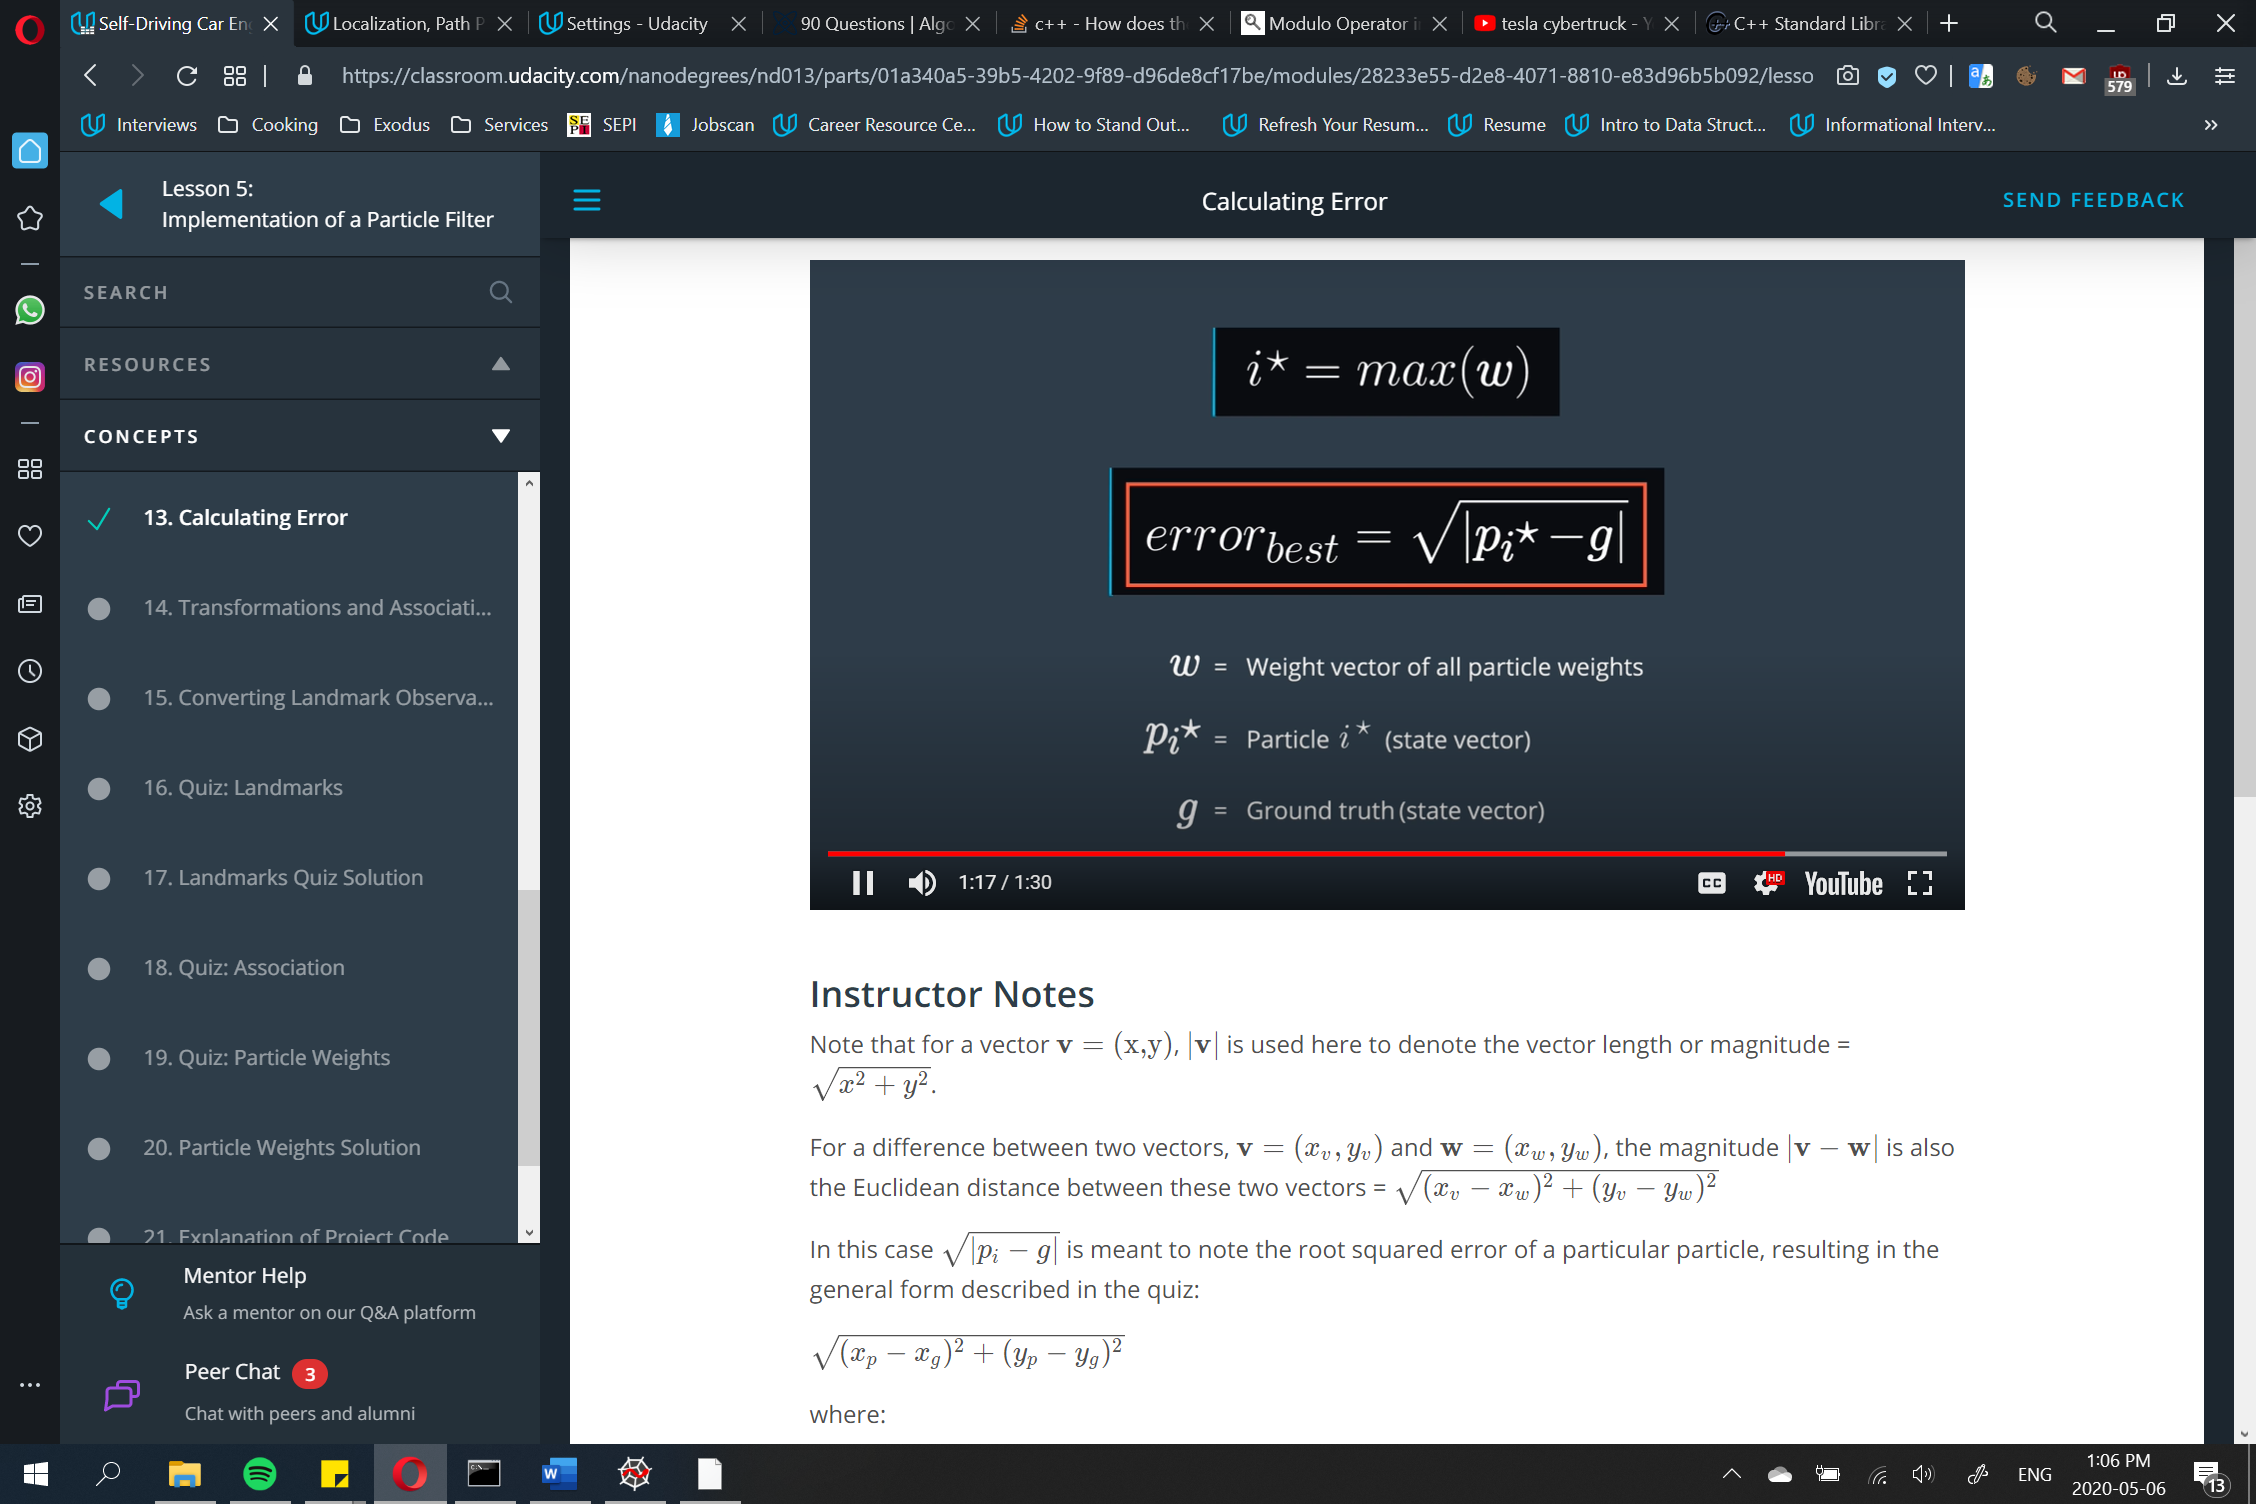 Self-Driving Car En
Localization, Path P
Settings - Udacity
90 Questions | Algo
c++ - How does th
Modulo Operator i
tesla cybertruck - Y
C++ Standard Libra
https://classroom.udacity.com/nanodegrees/nd013/parts/01a340a5-39b5-4202-9f89-d96de8cf17be/modules/28233e55-d2e8-4071-8810-e83d96b5b092/lesso
579
Interviews
Cooking
Exodus
Services
SEPI
Jobscan
Career Resource Ce...
How to Stand Out...
Refresh Your Resum...
Resume
Intro to Data Struct...
Informational Interv...
»
Lesson 5:
Implementation of a Particle Filter
Calculating Error
SEND FEEDBACK
SEARCH
RESOURCES
CONCEPTS
13. Calculating Error
14. Transformations and Associati...
15. Converting Landmark Observa...
16. Quiz: Landmarks
17. Landmarks Quiz Solution
18. Quiz: Association
19. Quiz: Particle Weights
20. Particle Weights Solution
21. Explanation of Project Code
Mentor Help
Ask a mentor on our Q&A platform
Peer Chat 3
Chat with peers and alumni
i⋆ = max(w)
error_best = √|p_i⋆ − g|
w = Weight vector of all particle weights
p_i⋆ = Particle i⋆ (state vector)
g = Ground truth (state vector)
1:17 / 1:30
CC
HD
YouTube
Instructor Notes
Note that for a vector v = (x,y), |v| is used here to denote the vector length or magnitude =
√(x² + y²).
For a difference between two vectors, v = (x_v, y_v) and w = (x_w, y_w), the magnitude |v − w| is also
the Euclidean distance between these two vectors = √((x_v − x_w)² + (y_v − y_w)²)
In this case √|p_i − g| is meant to note the root squared error of a particular particle, resulting in the
general form described in the quiz:
√((x_p − x_g)² + (y_p − y_g)²)
where:
ENG
1:06 PM
2020-05-06
13